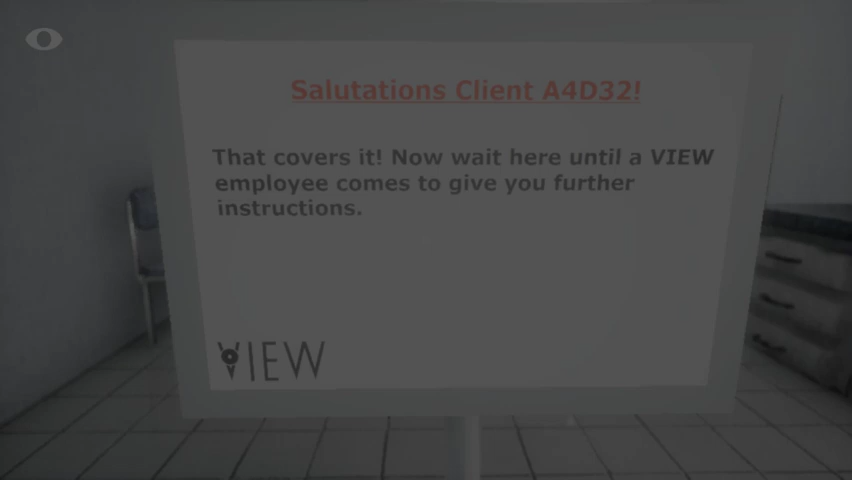 Salutations Client A4D32!
That covers it! Now wait here until a VIEW
employee comes to give you further
instructions.
VIEW